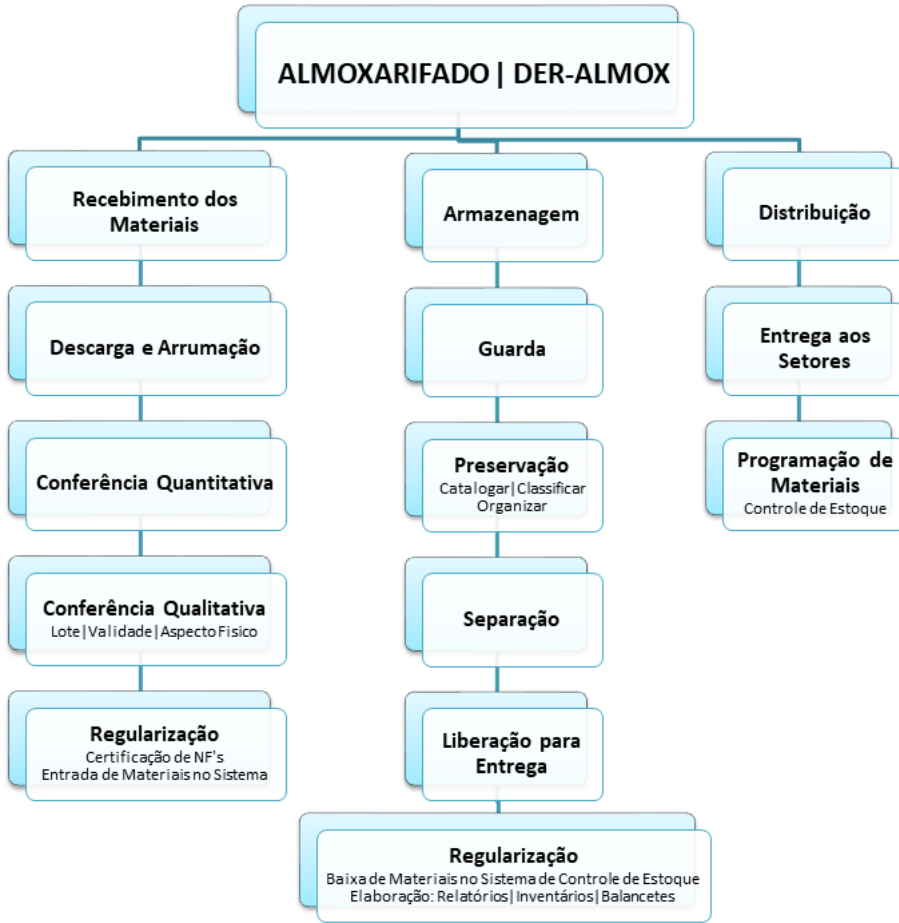 ALMOXARIFADO | DER-ALMOX
Recebimento dos
Materiais
Descarga e Arrumação
Conferência Quantitativa
Conferência Qualitativa
Lote|Validade|Aspecto Fisico
Regularização
Certificação de NF's
Entrada de Materiais no Sistema
Armazenagem
Guarda
Preservação
Catalogar|Classificar
Organizar
Separação
Liberação para
Entrega
Regularização
Baixa de Materiais no Sistema de Controle de Estoque
Elaboração: Relatórios|Inventários|Balancetes
Distribuição
Entrega aos
Setores
Programação de
Materiais
Controle de Estoque